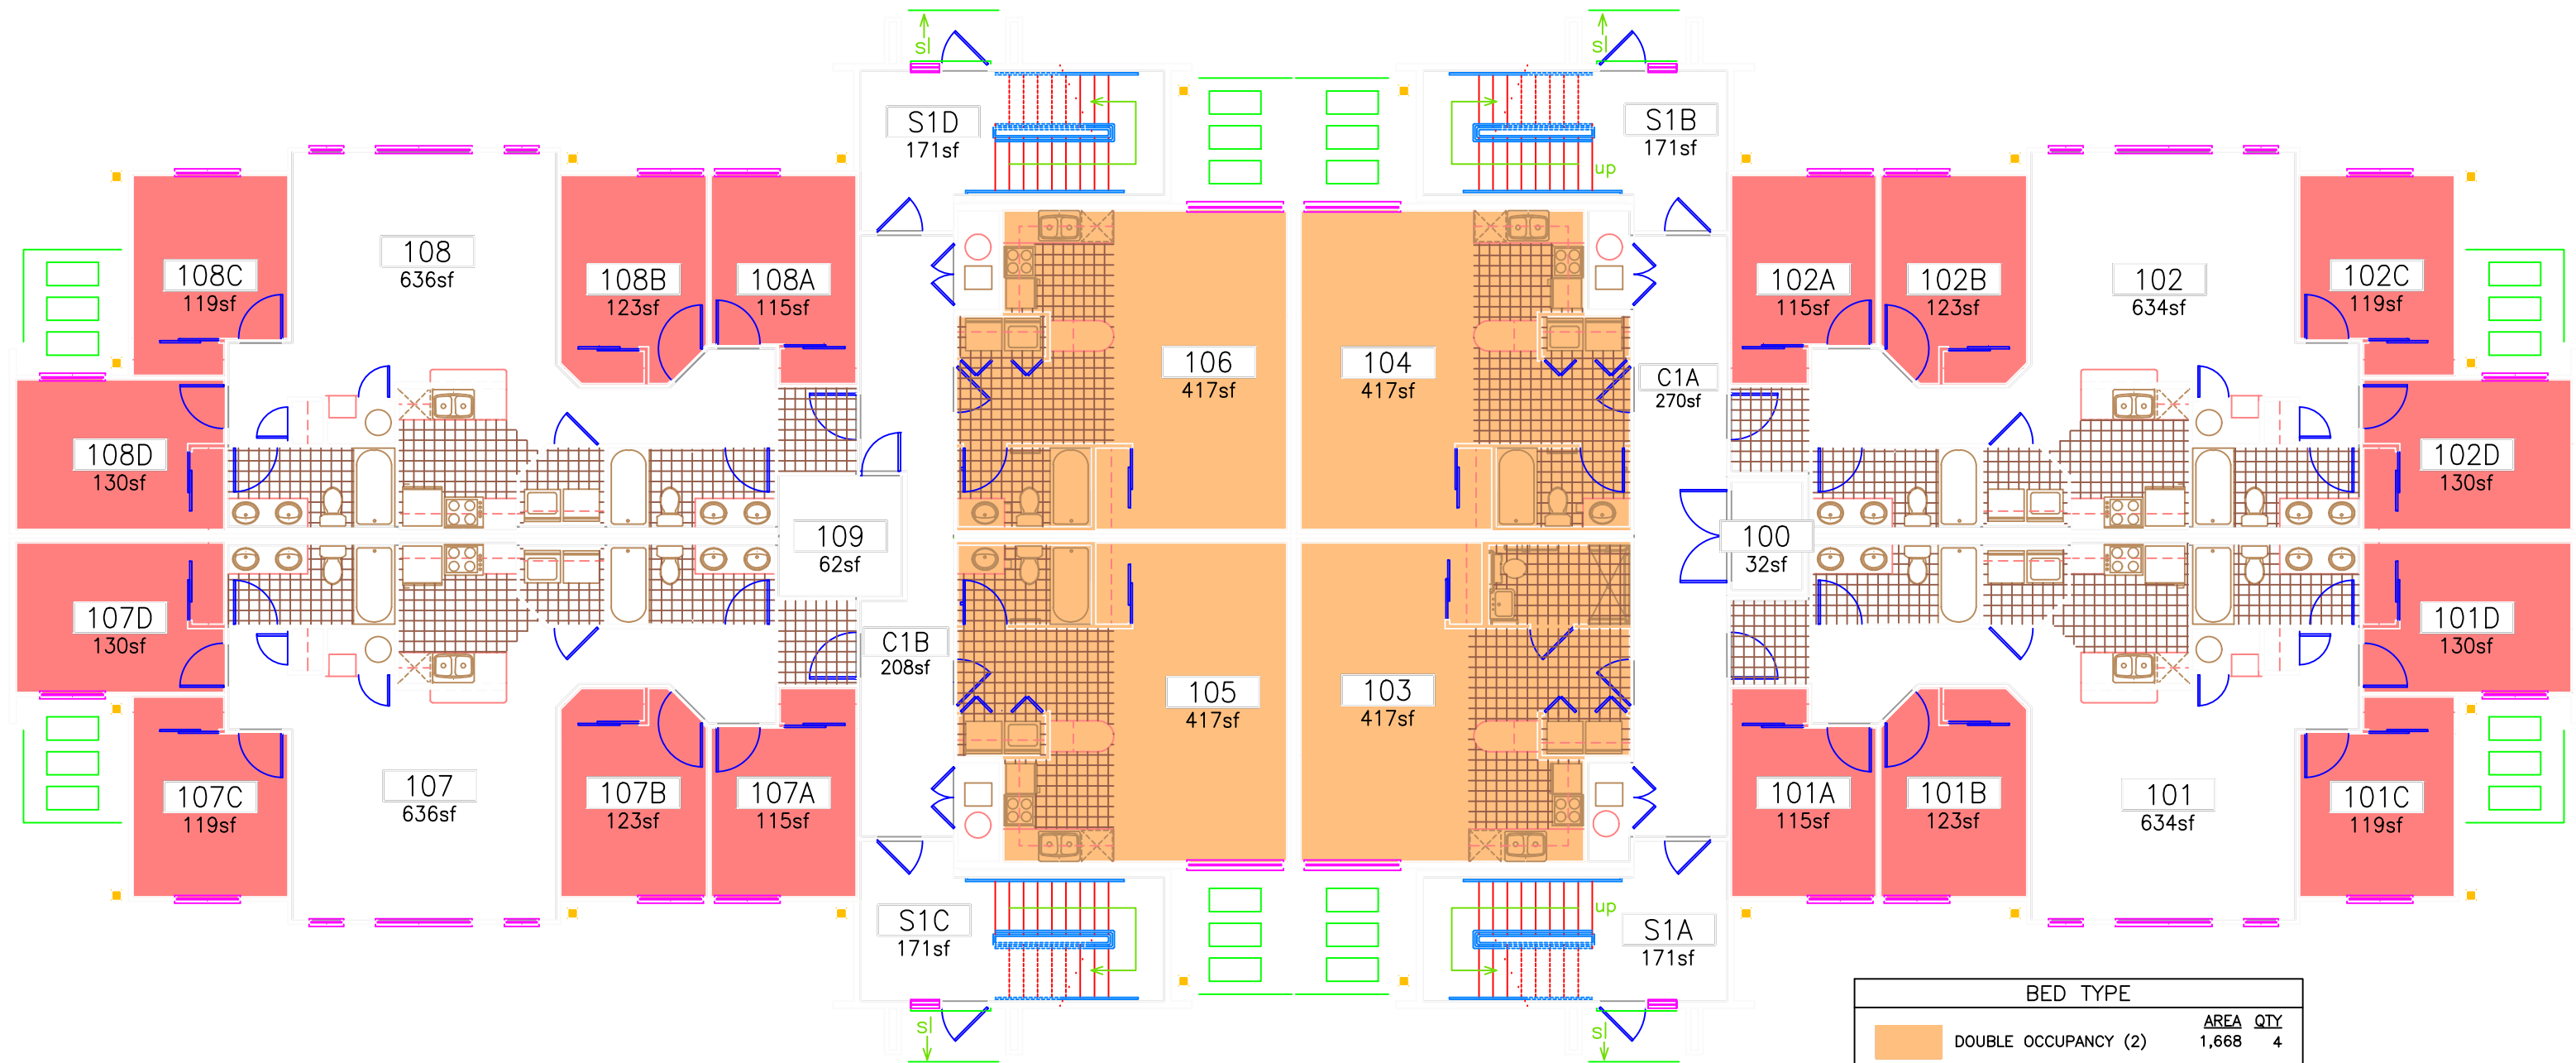 sl
sl
S1D
171sf
S1B
171sf
up
108
636sf
108C
119sf
108B
123sf
108A
115sf
102A
115sf
102B
123sf
102
634sf
102C
119sf
106
417sf
104
417sf
C1A
270sf
108D
130sf
102D
130sf
109
62sf
100
32sf
107D
130sf
C1B
208sf
101D
130sf
105
417sf
103
417sf
107C
119sf
107
636sf
107B
123sf
107A
115sf
101A
115sf
101B
123sf
101
634sf
101C
119sf
S1C
171sf
up
S1A
171sf
sl
sl
BED TYPE
AREA QTY
DOUBLE OCCUPANCY (2) 1,668 4